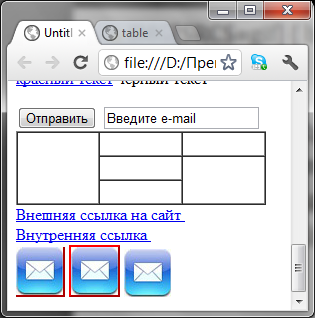 Untitl
table
file:///D:/Пре
красный текст черный текст
Отправить Введите e-mail
Внешняя ссылка на сайт
Внутренняя ссылка